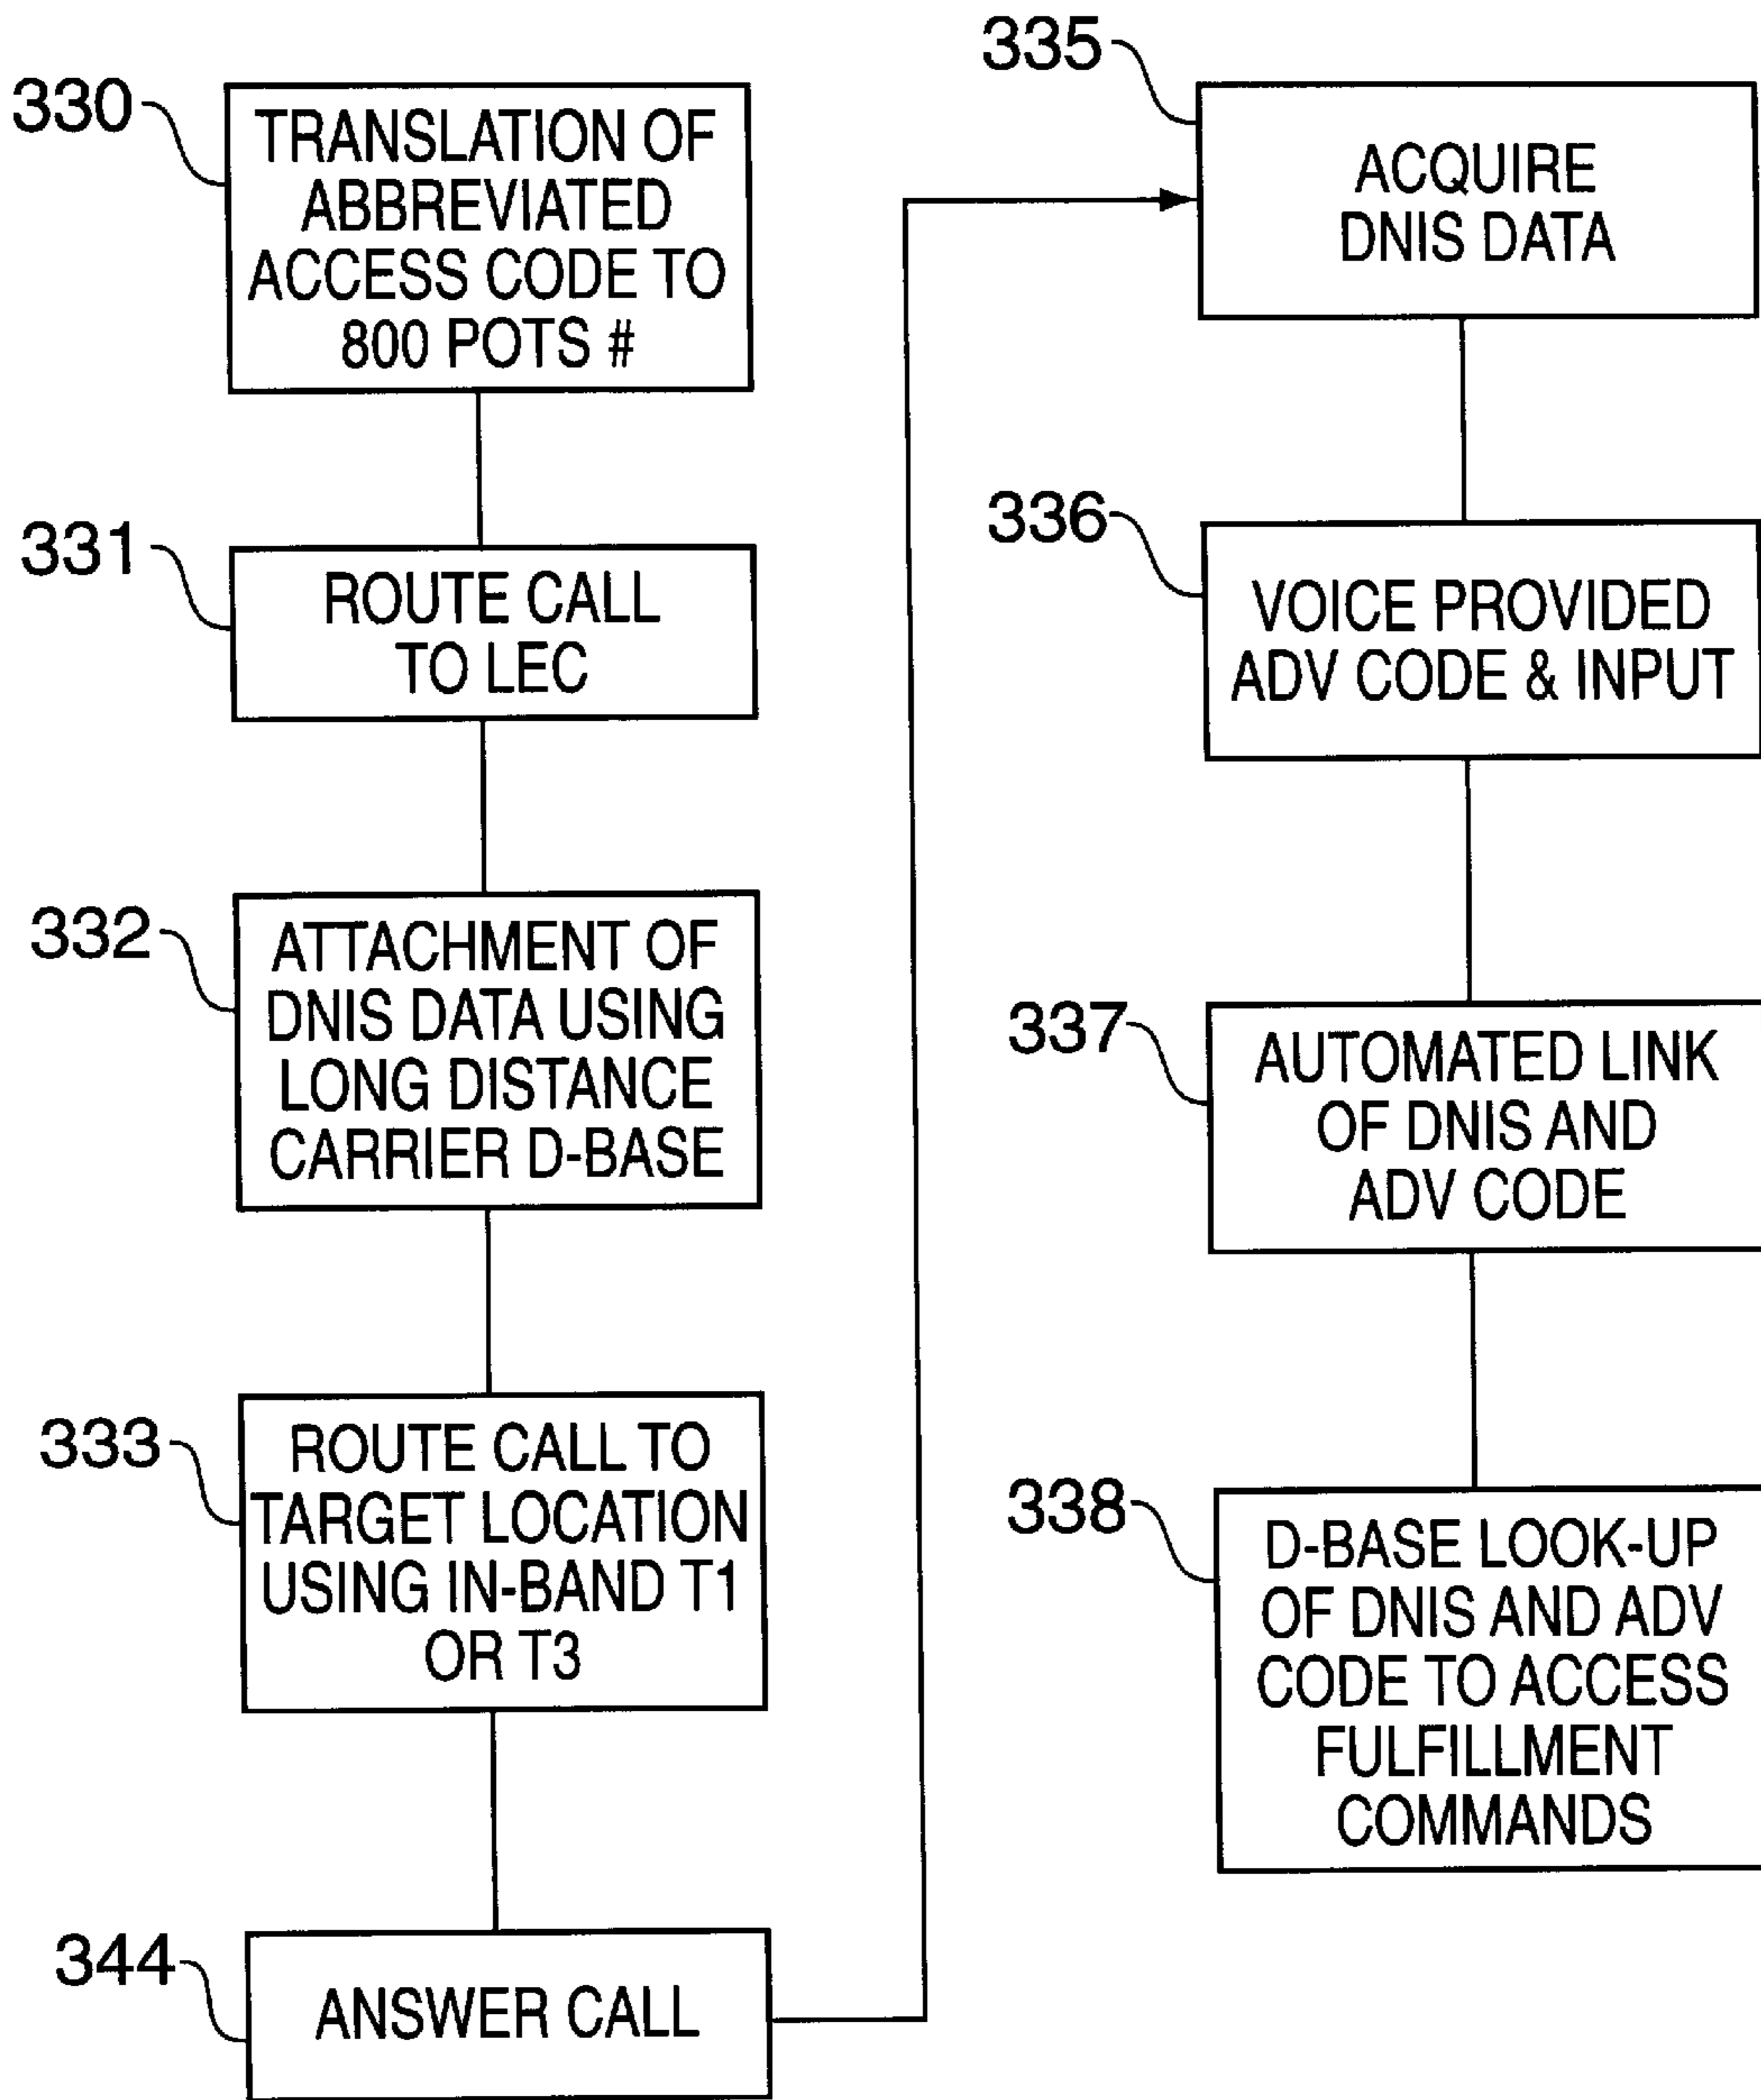 330
TRANSLATION OF
ABBREVIATED
ACCESS CODE TO
800 POTS #
331
ROUTE CALL
TO LEC
332
ATTACHMENT OF
DNIS DATA USING
LONG DISTANCE
CARRIER D-BASE
333
ROUTE CALL TO
TARGET LOCATION
USING IN-BAND T1
OR T3
344
ANSWER CALL
335
ACQUIRE
DNIS DATA
336
VOICE PROVIDED
ADV CODE & INPUT
337
AUTOMATED LINK
OF DNIS AND
ADV CODE
338
D-BASE LOOK-UP
OF DNIS AND ADV
CODE TO ACCESS
FULFILLMENT
COMMANDS